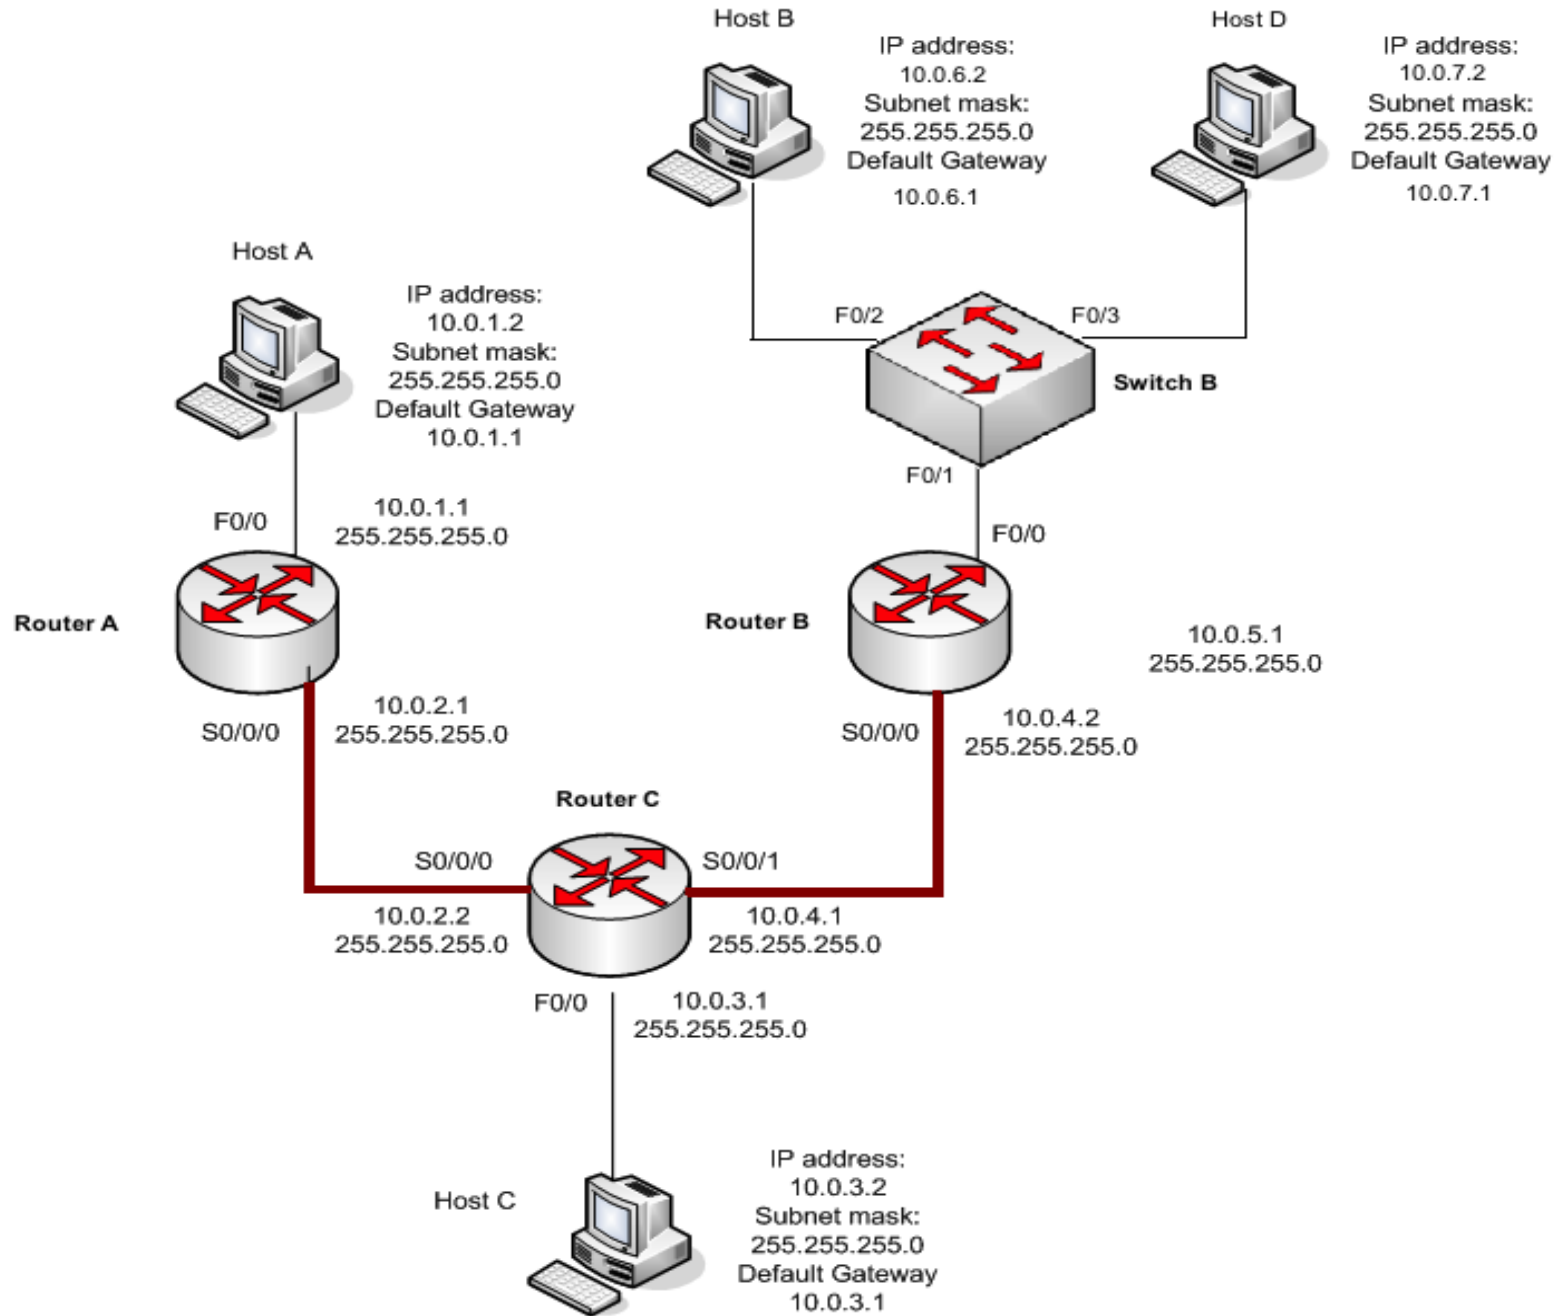 Host B
IP address:
10.0.6.2
Subnet mask:
255.255.255.0
Default Gateway
10.0.6.1
Host D
IP address:
10.0.7.2
Subnet mask:
255.255.255.0
Default Gateway
10.0.7.1
Host A
IP address:
10.0.1.2
Subnet mask:
255.255.255.0
Default Gateway
10.0.1.1
F0/2
F0/3
Switch B
F0/1
F0/0
10.0.1.1
255.255.255.0
F0/0
Router A
Router B
10.0.5.1
255.255.255.0
S0/0/0
10.0.2.1
255.255.255.0
S0/0/0
10.0.4.2
255.255.255.0
Router C
S0/0/0
S0/0/1
10.0.2.2
255.255.255.0
10.0.4.1
255.255.255.0
F0/0
10.0.3.1
255.255.255.0
Host C
IP address:
10.0.3.2
Subnet mask:
255.255.255.0
Default Gateway
10.0.3.1